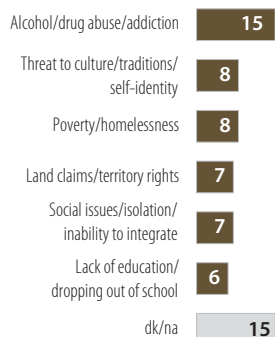 Alcohol/drug abuse/addiction 15
Threat to culture/traditions/
self-identity 8
Poverty/homelessness 8
Land claims/territory rights 7
Social issues/isolation/
inability to integrate 7
Lack of education/
dropping out of school 6
dk/na 15